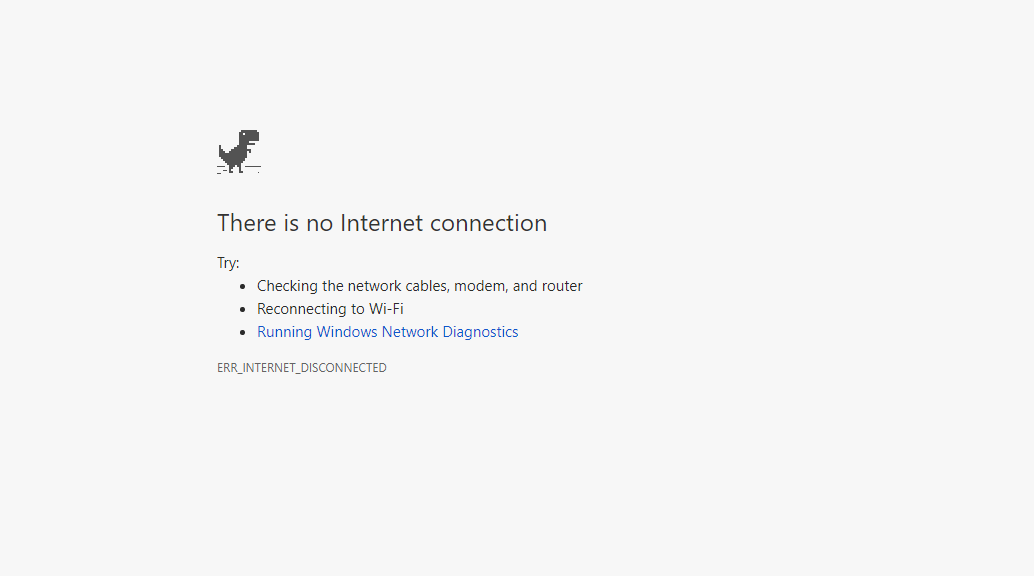 There is no Internet connection
Try:
Checking the network cables, modem, and router
Reconnecting to Wi-Fi
Running Windows Network Diagnostics
ERR_INTERNET_DISCONNECTED